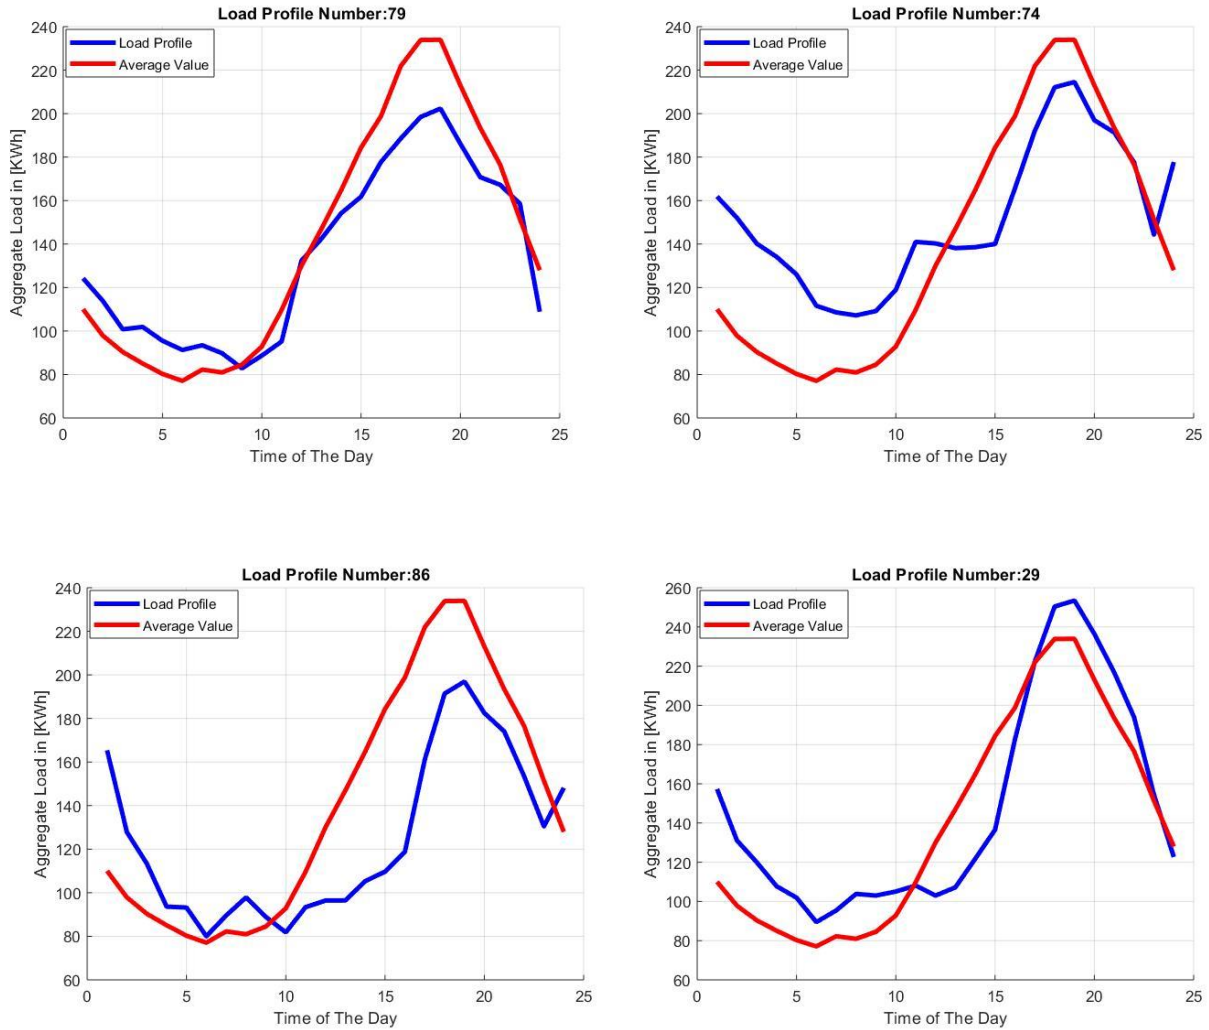 Load Profile Number:79
240
220
200
180
160
140
120
100
80
60
Aggregate Load in [KWh]
Load Profile
Average Value
0 5 10 15 20 25
Time of The Day
Load Profile Number:74
240
220
200
180
160
140
120
100
80
60
Aggregate Load in [KWh]
Load Profile
Average Value
0 5 10 15 20 25
Time of The Day
Load Profile Number:86
240
220
200
180
160
140
120
100
80
60
Aggregate Load in [KWh]
Load Profile
Average Value
0 5 10 15 20 25
Time of The Day
Load Profile Number:29
260
240
220
200
180
160
140
120
100
80
60
Aggregate Load in [KWh]
Load Profile
Average Value
0 5 10 15 20 25
Time of The Day